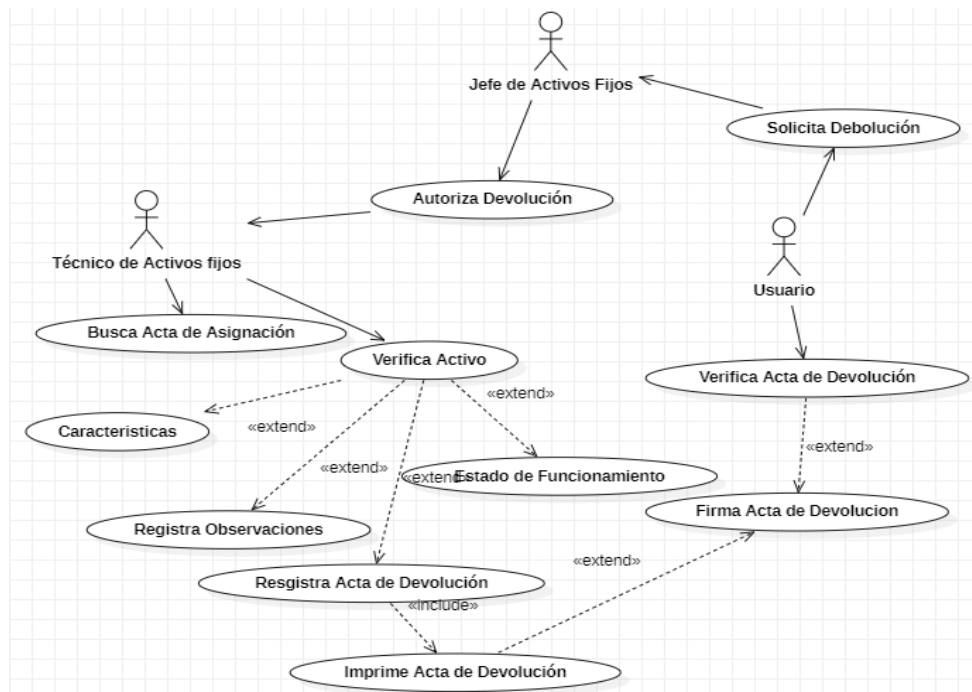 Jefe de Activos Fijos
Solicita Debolución
Autoriza Devolución
Técnico de Activos fijos
Usuario
Busca Acta de Asignación
Verifica Activo
Verifica Acta de Devolución
«extend»
Caracteristicas
«extend»
«extend»
«extend»
«extend»
Estado de Funcionamiento
Firma Acta de Devolucion
Registra Observaciones
«extend»
Resgistra Acta de Devolución
«include»
Imprime Acta de Devolución